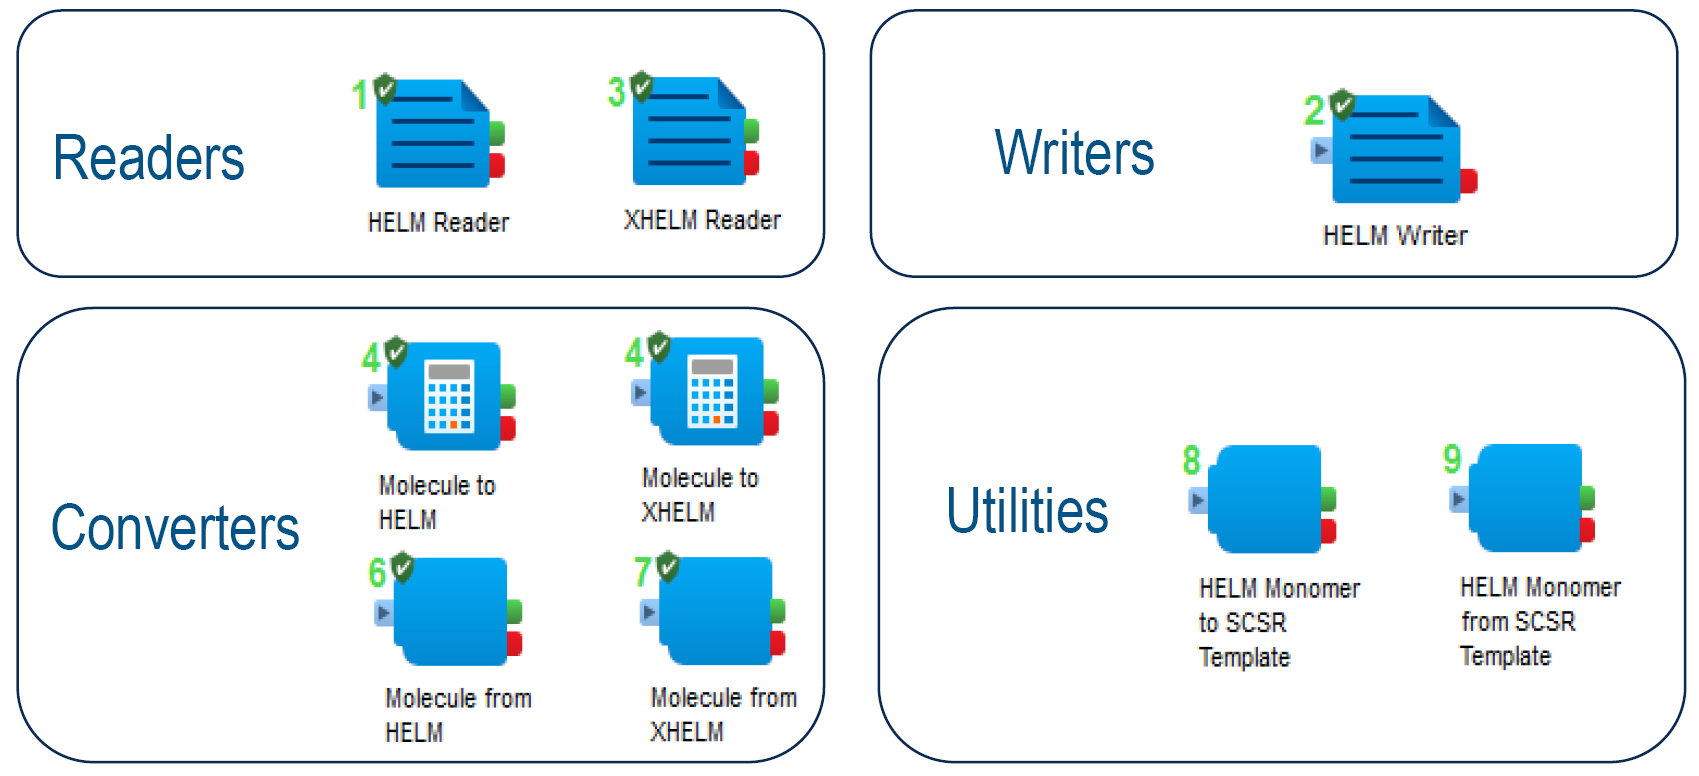 Readers
1
HELM Reader
3
XHELM Reader
Writers
2
HELM Writer
Converters
4
Molecule to
HELM
4
Molecule to
XHELM
6
Molecule from
HELM
7
Molecule from
XHELM
Utilities
8
HELM Monomer
to SCSR
Template
9
HELM Monomer
from SCSR
Template